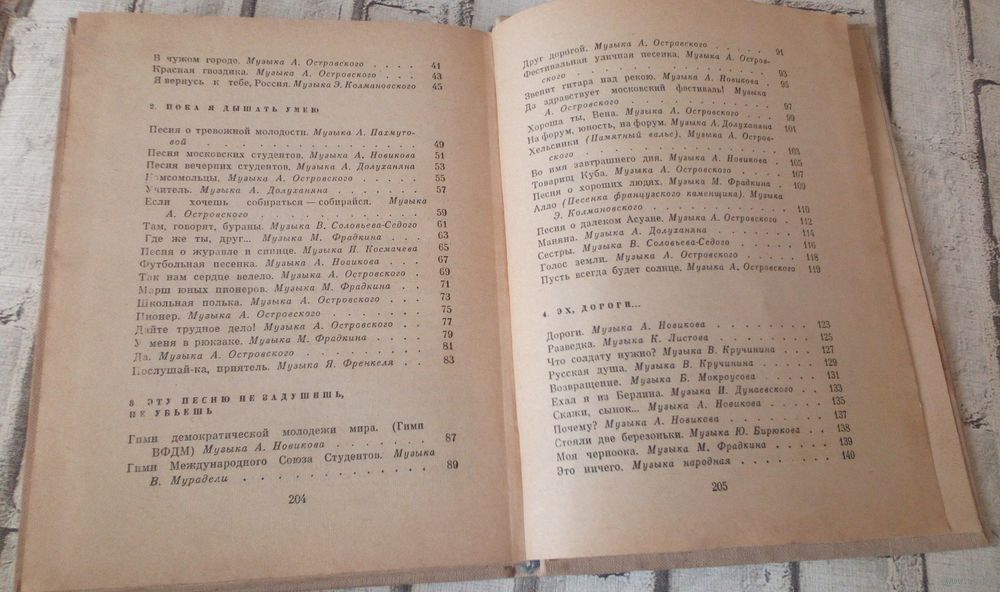 В чужом городе. Музыка А. Островского . . . . 41
Красная гвоздика. Музыка А. Островского . . . 43
Я вернусь к тебе, Россия. Музыка Э. Колмановского 45
2. ПОКА Я ДЫШАТЬ УМЕЮ
Песня о тревожной молодости. Музыка А. Пахмутовой . . . 49
Песня московских студентов. Музыка А. Новикова . 51
Песня вечерних студентов. Музыка А. Долуханяна . 53
Комсомольцы. Музыка А. Островского . . . . 55
Учитель. Музыка А. Долуханяна . . . . . . 57
Если хочешь собираться — собирайся. Музыка
А. Островского . . . . . . . . . 59
Там, говорят, бураны. Музыка В. Соловьева-Седого 61
Где же ты, друг... Музыка М. Фрадкина . . . 63
Песня о журавле и синице. Музыка Н. Космачева 65
Футбольная песенка. Музыка А. Новикова . . . 67
Так нам сердце велело. Музыка А. Островского . 69
Марш юных пионеров. Музыка М. Фрадкина . . 71
Школьная полька. Музыка А. Островского . . . 73
Пионер. Музыка А. Островского . . . . . . 75
Дайте трудное дело! Музыка А. Островского . . 77
У меня в рюкзаке. Музыка М. Фрадкина . . . 79
Да. Музыка А. Островского . . . . . . . 81
Послушай-ка, приятель. Музыка Я. Френкеля . . 83
3. ЭТУ ПЕСНЮ НЕ ЗАДУШИШЬ,
НЕ УБЬЕШЬ
Гимн демократической молодежи мира. (Гимн
ВФДМ) Музыка А. Новикова . . . . . . 87
Гимн Международного Союза Студентов. Музыка
В. Мурадели . . . . . . . . . . 89
204
Друг дорогой. Музыка А. Островского . . . . . 91
Фестивальная уличная песенка. Музыка А. Остров-
ского . . . . . . . . . . . . 93
Звенит гитара над рекою. Музыка А. Новикова . 95
Да здравствует московский фестиваль! Музыка
А. Островского . . . . . . . . . 97
Хороша ты, Вена. Музыка А. Островского . . . 99
На форум, юность, на форум. Музыка А. Долуханяна 101
Хельсинки (Памятный вальс). Музыка А. Остров-
ского . . . . . . . . . . . . 103
Во имя завтрашнего дня. Музыка А. Новикова . 105
Товарищ Куба. Музыка А. Островского . . . . 107
Песня о хороших людях. Музыка М. Фрадкина . 109
Алло (Песенка французского каменщика). Музыка
Э. Колмановского . . . . . . . . 110
Песня о далеком Асуане. Музыка А. Островского . 112
Маняна. Музыка А. Долуханяна . . . . . . 114
Сестры. Музыка В. Соловьева-Седого . . . . . 116
Голос земли. Музыка А. Островского . . . . . 118
Пусть всегда будет солнце. Музыка А. Островского 119
4. ЭХ, ДОРОГИ...
Дороги. Музыка А. Новикова . . . . . . . 123
Разведка. Музыка К. Листова . . . . . . . 125
Что солдату нужно? Музыка В. Кручинина . . . 127
Русская душа. Музыка В. Кручинина . . . . . 129
Возвращение. Музыка Б. Мокроусова . . . . . 131
Ехал я из Берлина. Музыка И. Дунаевского . . . 133
Скажи, сынок... Музыка А. Новикова . . . . . 135
Почему? Музыка А. Новикова . . . . . . . 137
Стояли две березоньки. Музыка Ю. Бирюкова . . 138
Моя черноока. Музыка М. Фрадкина . . . . . 139
Это ничего. Музыка народная . . . . . . . 140
205